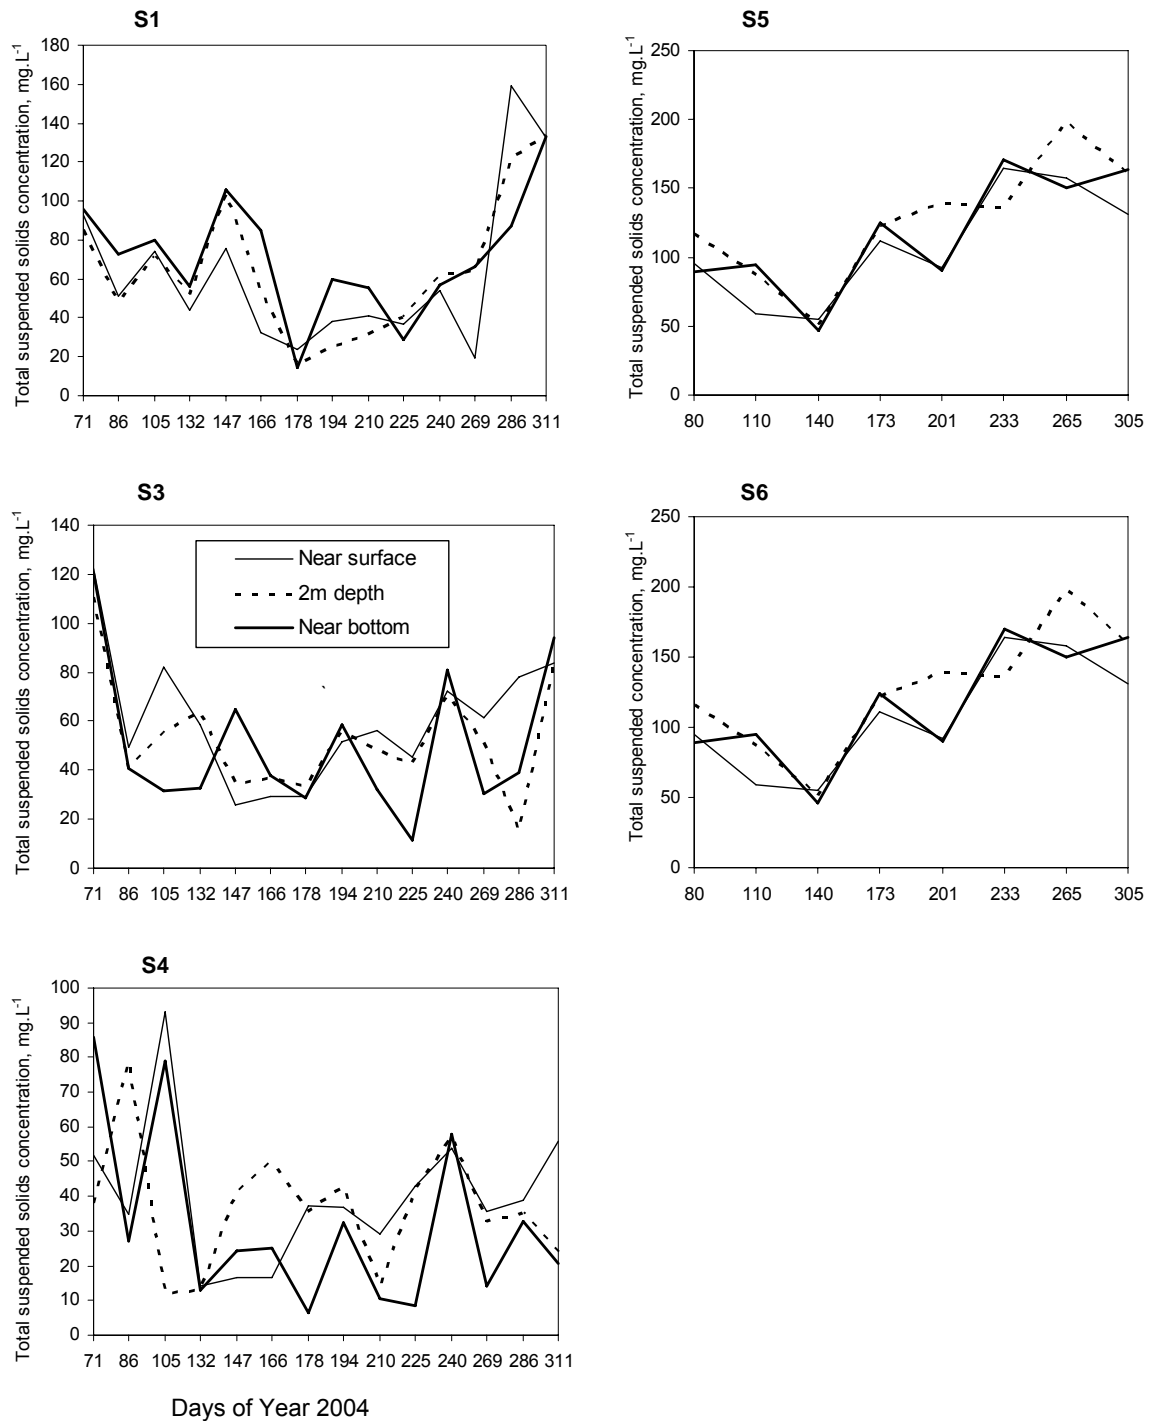 S1
Total suspended solids concentration, mg.L-1
180
160
140
120
100
80
60
40
20
0
71 86 105 132 147 166 178 194 210 225 240 269 286 311
S5
Total suspended solids concentration, mg.L-1
250
200
150
100
50
0
80 110 140 173 201 233 265 305
S3
Total suspended solids concentration, mg.L-1
140
120
100
80
60
40
20
0
Near surface
2m depth
Near bottom
71 86 105 132 147 166 178 194 210 225 240 269 286 311
S6
Total suspended concentration, mg.L-1
250
200
150
100
50
0
80 110 140 173 201 233 265 305
S4
Total suspended solids concentration, mg.L-1
100
90
80
70
60
50
40
30
20
10
0
71 86 105 132 147 166 178 194 210 225 240 269 286 311
Days of Year 2004